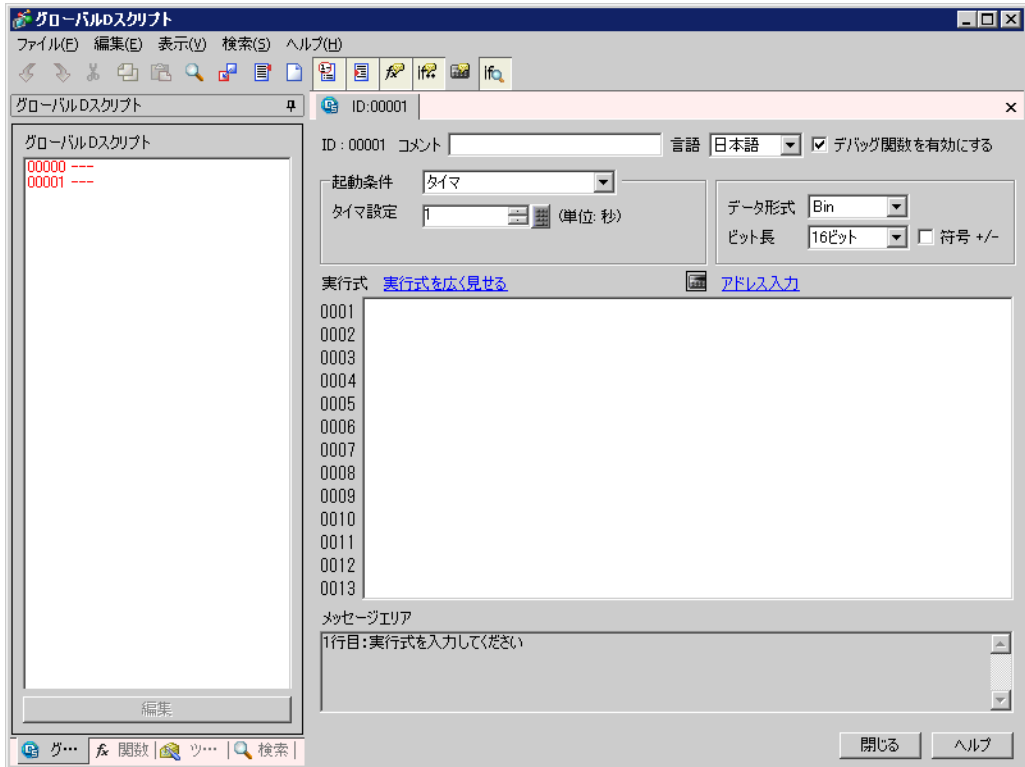 グローバルDスクリプト
ファイル(F) 編集(E) 表示(V) 検索(S) ヘルプ(H)
グローバルDスクリプト
ID:00001
グローバルDスクリプト
00000 ---
00001 ---
編集
グ… 関数 ツ… 検索
ID : 00001 コメント 言語 日本語 デバッグ関数を有効にする
起動条件 タイマ
タイマ設定 1 (単位: 秒)
データ形式 Bin
ビット長 16ビット 符号 +/-
実行式 実行式を広く見せる アドレス入力
0001
0002
0003
0004
0005
0006
0007
0008
0009
0010
0011
0012
0013
メッセージエリア
1行目:実行式を入力してください
閉じる ヘルプ